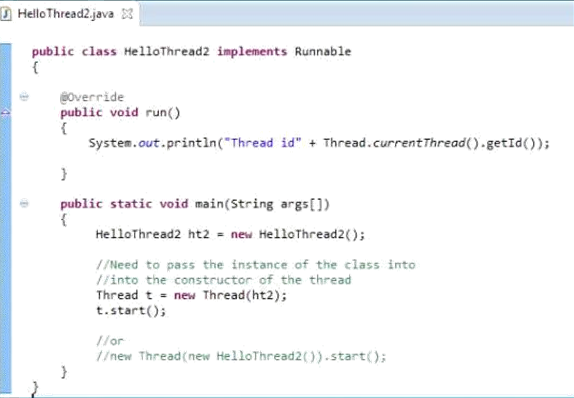 HelloThread2.java
public class HelloThread2 implements Runnable
{
@Override
public void run()
{
System.out.println("Thread id" + Thread.currentThread().getId());
}
public static void main(String args[])
{
HelloThread2 ht2 = new HelloThread2();
//Need to pass the instance of the class into
//into the constructor of the thread
Thread t = new Thread(ht2);
t.start();
//or
//new Thread(new HelloThread2()).start();
}
}